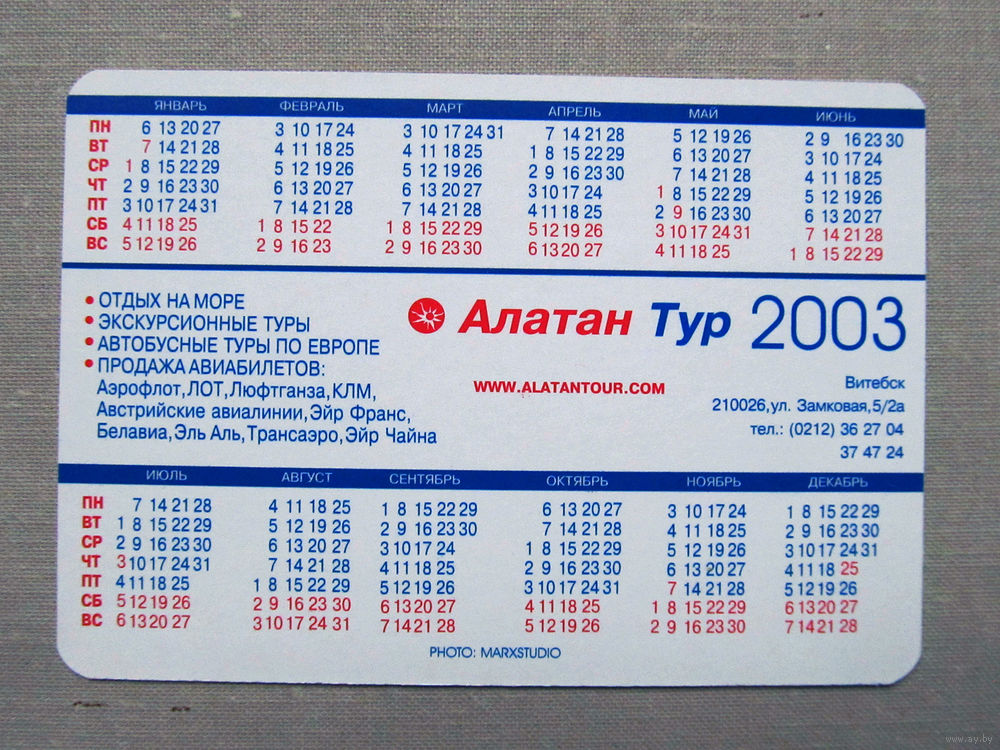 ЯНВАРЬ ФЕВРАЛЬ МАРТ АПРЕЛЬ МАЙ ИЮНЬ
ПН 6 13 20 27 3 10 17 24 3 10 17 24 31 7 14 21 28 5 12 19 26 2 9 16 23 30
ВТ 7 14 21 28 4 11 18 25 4 11 18 25 1 8 15 22 29 6 13 20 27 3 10 17 24
СР 1 8 15 22 29 5 12 19 26 5 12 19 26 2 9 16 23 30 7 14 21 28 4 11 18 25
ЧТ 2 9 16 23 30 6 13 20 27 6 13 20 27 3 10 17 24 1 8 15 22 29 5 12 19 26
ПТ 3 10 17 24 31 7 14 21 28 7 14 21 28 4 11 18 25 2 9 16 23 30 6 13 20 27
СБ 4 11 18 25 1 8 15 22 1 8 15 22 29 5 12 19 26 3 10 17 24 31 7 14 21 28
ВС 5 12 19 26 2 9 16 23 2 9 16 23 30 6 13 20 27 4 11 18 25 1 8 15 22 29
• ОТДЫХ НА МОРЕ
• ЭКСКУРСИОННЫЕ ТУРЫ
• АВТОБУСНЫЕ ТУРЫ ПО ЕВРОПЕ
• ПРОДАЖА АВИАБИЛЕТОВ:
Аэрофлот,ЛОТ,Люфтганза,КЛМ,
Австрийские авиалинии,Эйр Франс,
Белавиа,Эль Аль,Трансаэро,Эйр Чайна
Алатан Тур 2003
WWW.ALATANTOUR.COM
Витебск
210026,ул. Замковая,5/2а
тел.: (0212) 36 27 04
37 47 24
ИЮЛЬ АВГУСТ СЕНТЯБРЬ ОКТЯБРЬ НОЯБРЬ ДЕКАБРЬ
ПН 7 14 21 28 4 11 18 25 1 8 15 22 29 6 13 20 27 3 10 17 24 1 8 15 22 29
ВТ 1 8 15 22 29 5 12 19 26 2 9 16 23 30 7 14 21 28 4 11 18 25 2 9 16 23 30
СР 2 9 16 23 30 6 13 20 27 3 10 17 24 1 8 15 22 29 5 12 19 26 3 10 17 24 31
ЧТ 3 10 17 24 31 7 14 21 28 4 11 18 25 2 9 16 23 30 6 13 20 27 4 11 18 25
ПТ 4 11 18 25 1 8 15 22 29 5 12 19 26 3 10 17 24 31 7 14 21 28 5 12 19 26
СБ 5 12 19 26 2 9 16 23 30 6 13 20 27 4 11 18 25 1 8 15 22 29 6 13 20 27
ВС 6 13 20 27 3 10 17 24 31 7 14 21 28 5 12 19 26 2 9 16 23 30 7 14 21 28
PHOTO: MARXSTUDIO
www.ay.by